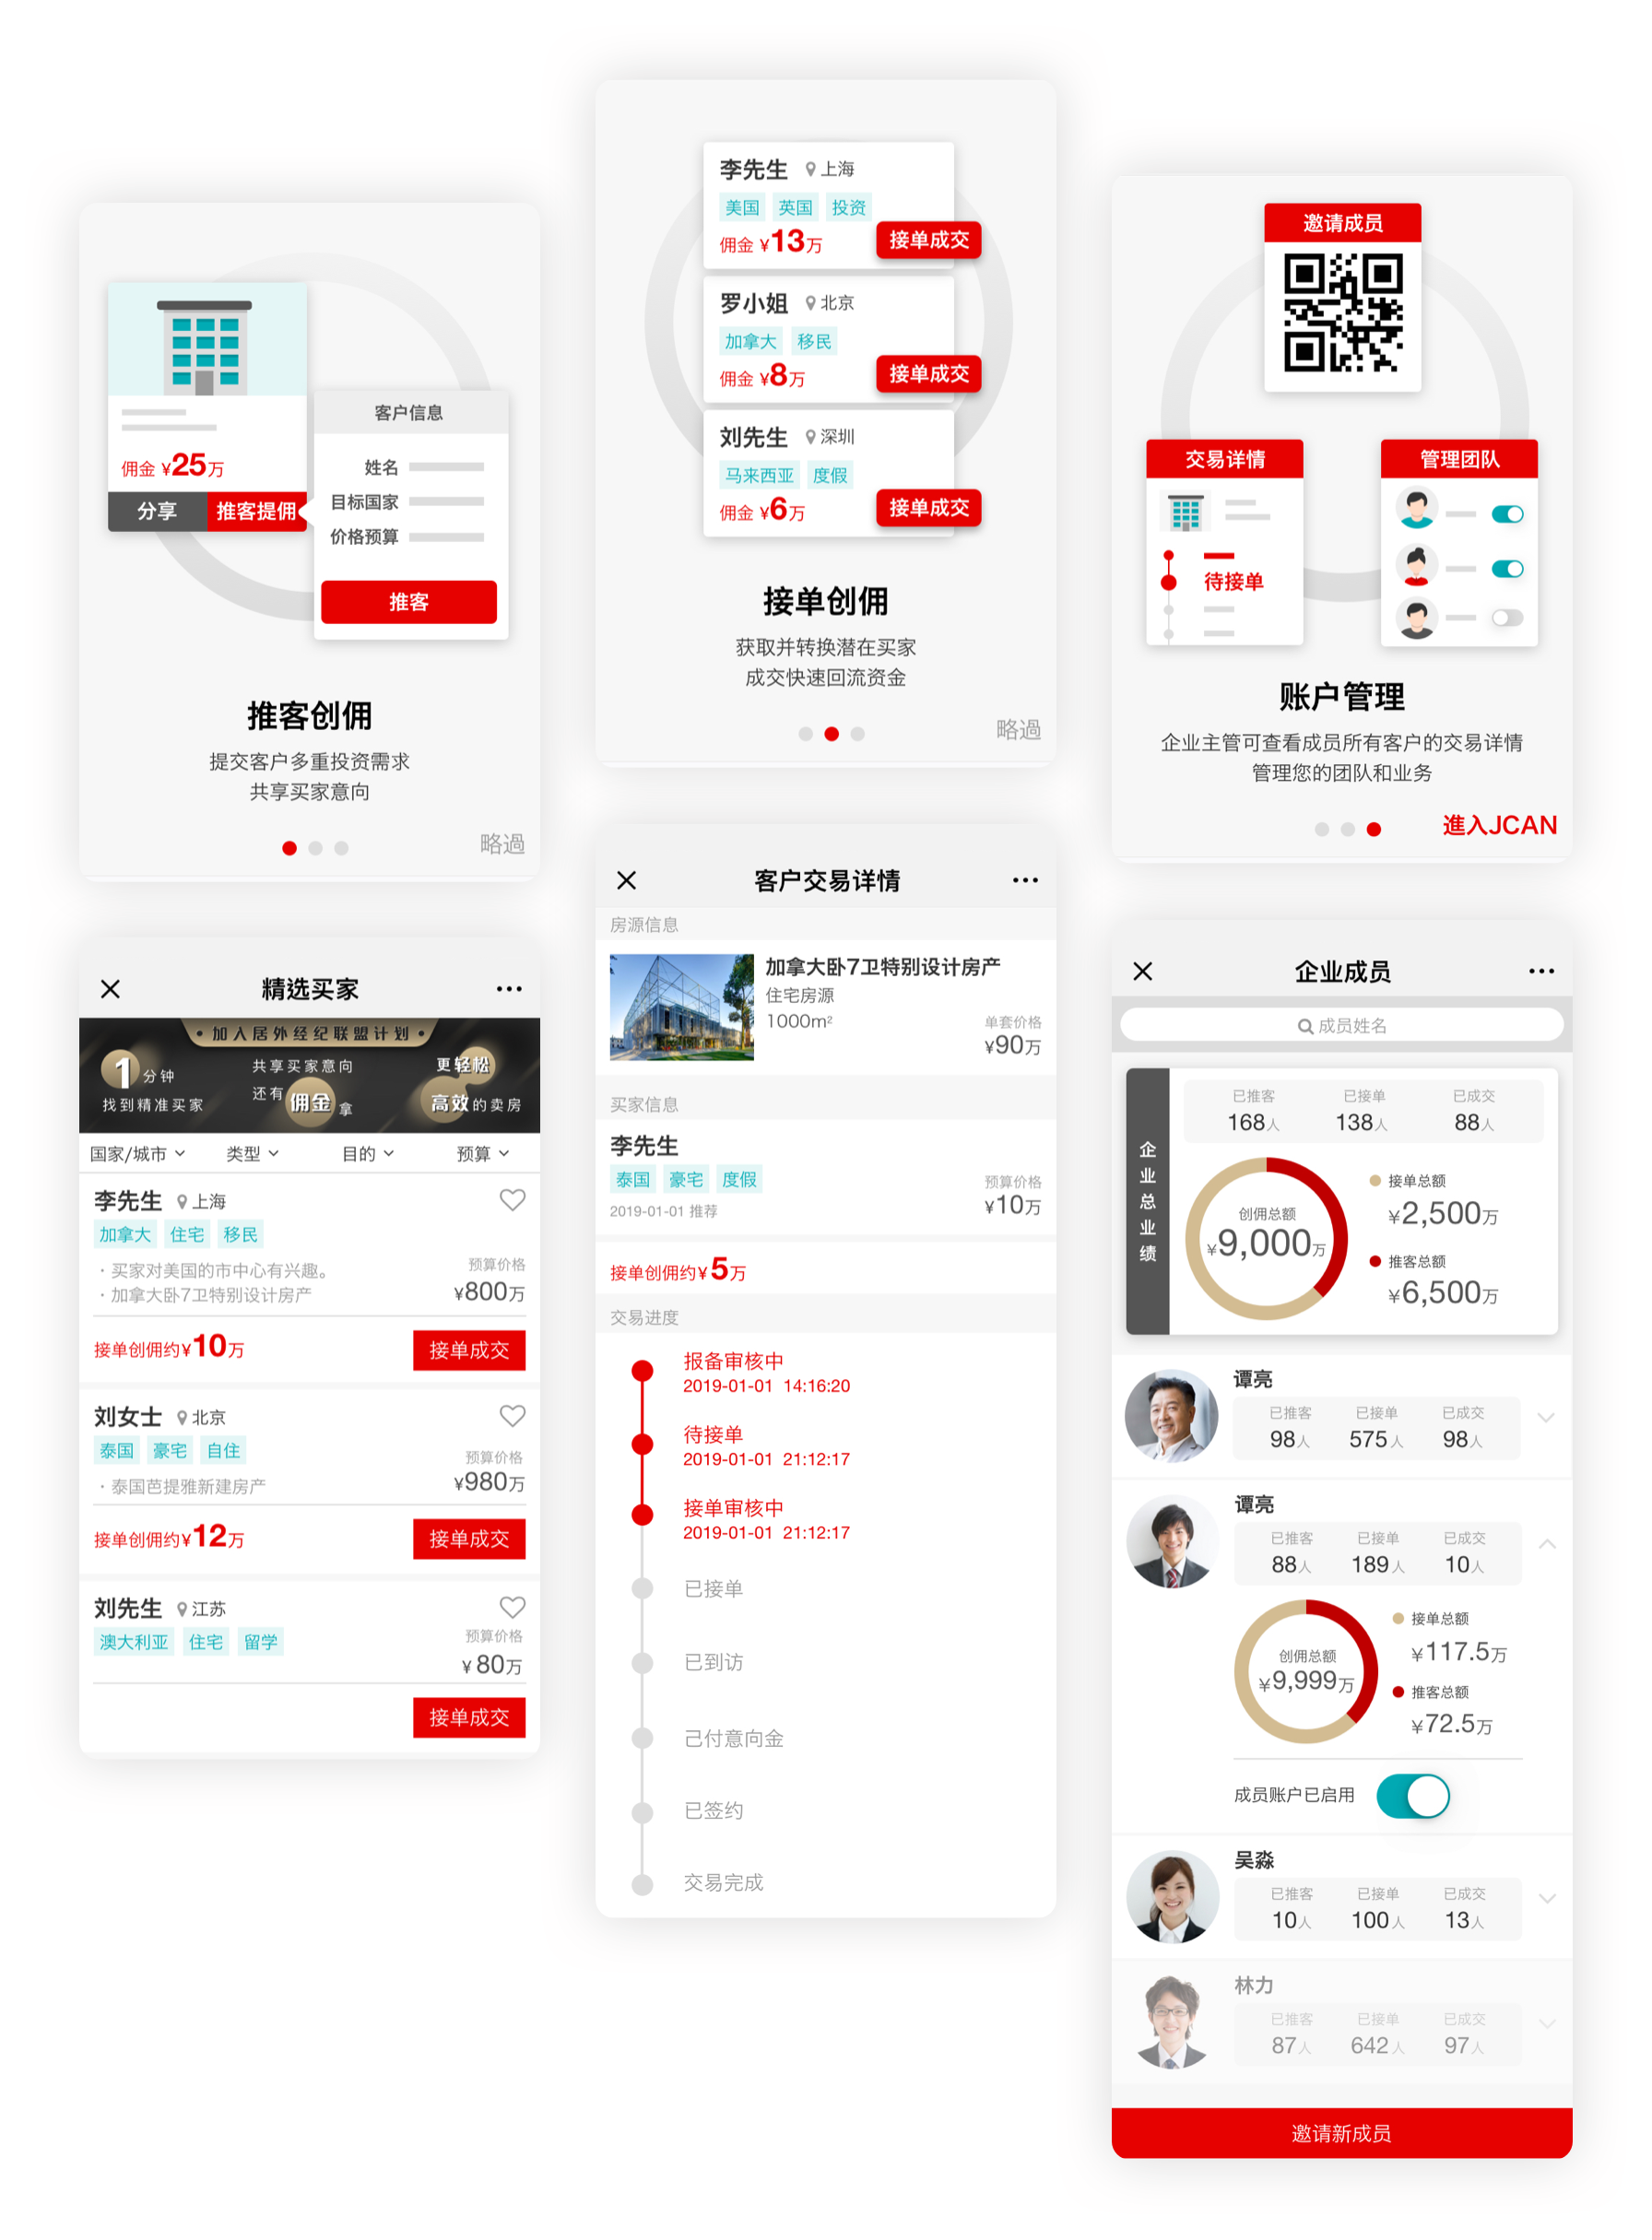 佣金 ¥25万
分享
推客提佣
客户信息
姓名
目标国家
价格预算
推客
推客创佣
提交客户多重投资需求
共享买家意向
略過
李先生 上海
美国 英国 投资
佣金 ¥13万
接单成交
罗小姐 北京
加拿大 移民
佣金 ¥8万
接单成交
刘先生 深圳
马来西亚 度假
佣金 ¥6万
接单成交
接单创佣
获取并转换潜在买家
成交快速回流资金
略過
邀请成员
交易详情
待接单
管理团队
账户管理
企业主管可查看成员所有客户的交易详情
管理您的团队和业务
進入JCAN
精选买家
• 加入居外经纪联盟计划 •
1分钟
找到精准买家
共享买家意向
还有佣金拿
更轻松
高效的卖房
国家/城市 类型 目的 预算
李先生 上海
加拿大 住宅 移民
· 买家对美国的市中心有兴趣。
· 加拿大卧7卫特别设计房产
预算价格
¥800万
接单创佣约¥10万
接单成交
刘女士 北京
泰国 豪宅 自住
· 泰国芭提雅新建房产
预算价格
¥980万
接单创佣约¥12万
接单成交
刘先生 江苏
澳大利亚 住宅 留学
预算价格
¥ 80万
接单成交
客户交易详情
房源信息
加拿大卧7卫特别设计房产
住宅房源
1000m²
单套价格
¥90万
买家信息
李先生
泰国 豪宅 度假
2019-01-01 推荐
预算价格
¥10万
接单创佣约¥5万
交易进度
报备审核中
2019-01-01 14:16:20
待接单
2019-01-01 21:12:17
接单审核中
2019-01-01 21:12:17
已接单
已到访
己付意向金
已签约
交易完成
企业成员
成员姓名
企业总业绩
已推客 已接单 已成交
168人 138人 88人
创佣总额
¥9,000万
接单总额
¥2,500万
推客总额
¥6,500万
谭亮
已推客 已接单 已成交
98人 575人 98人
谭亮
已推客 已接单 已成交
88人 189人 10人
创佣总额
¥9,999万
接单总额
¥117.5万
推客总额
¥72.5万
成员账户已启用
吴淼
已推客 已接单 已成交
10人 100人 13人
林力
已推客 已接单 已成交
87人 642人 97人
邀请新成员